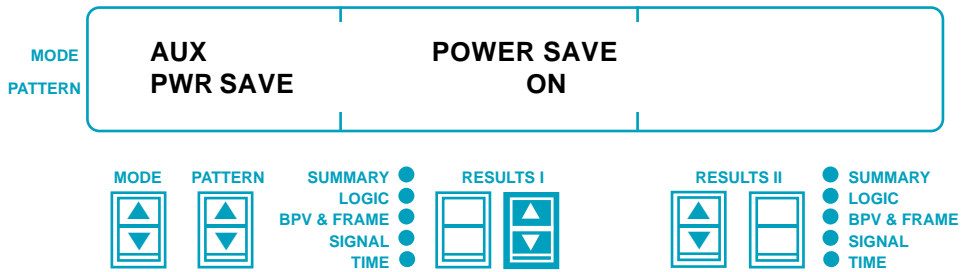 MODE AUX POWER SAVE
PATTERN PWR SAVE ON
MODE PATTERN SUMMARY RESULTS I RESULTS II SUMMARY
LOGIC LOGIC
BPV & FRAME BPV & FRAME
SIGNAL SIGNAL
TIME TIME